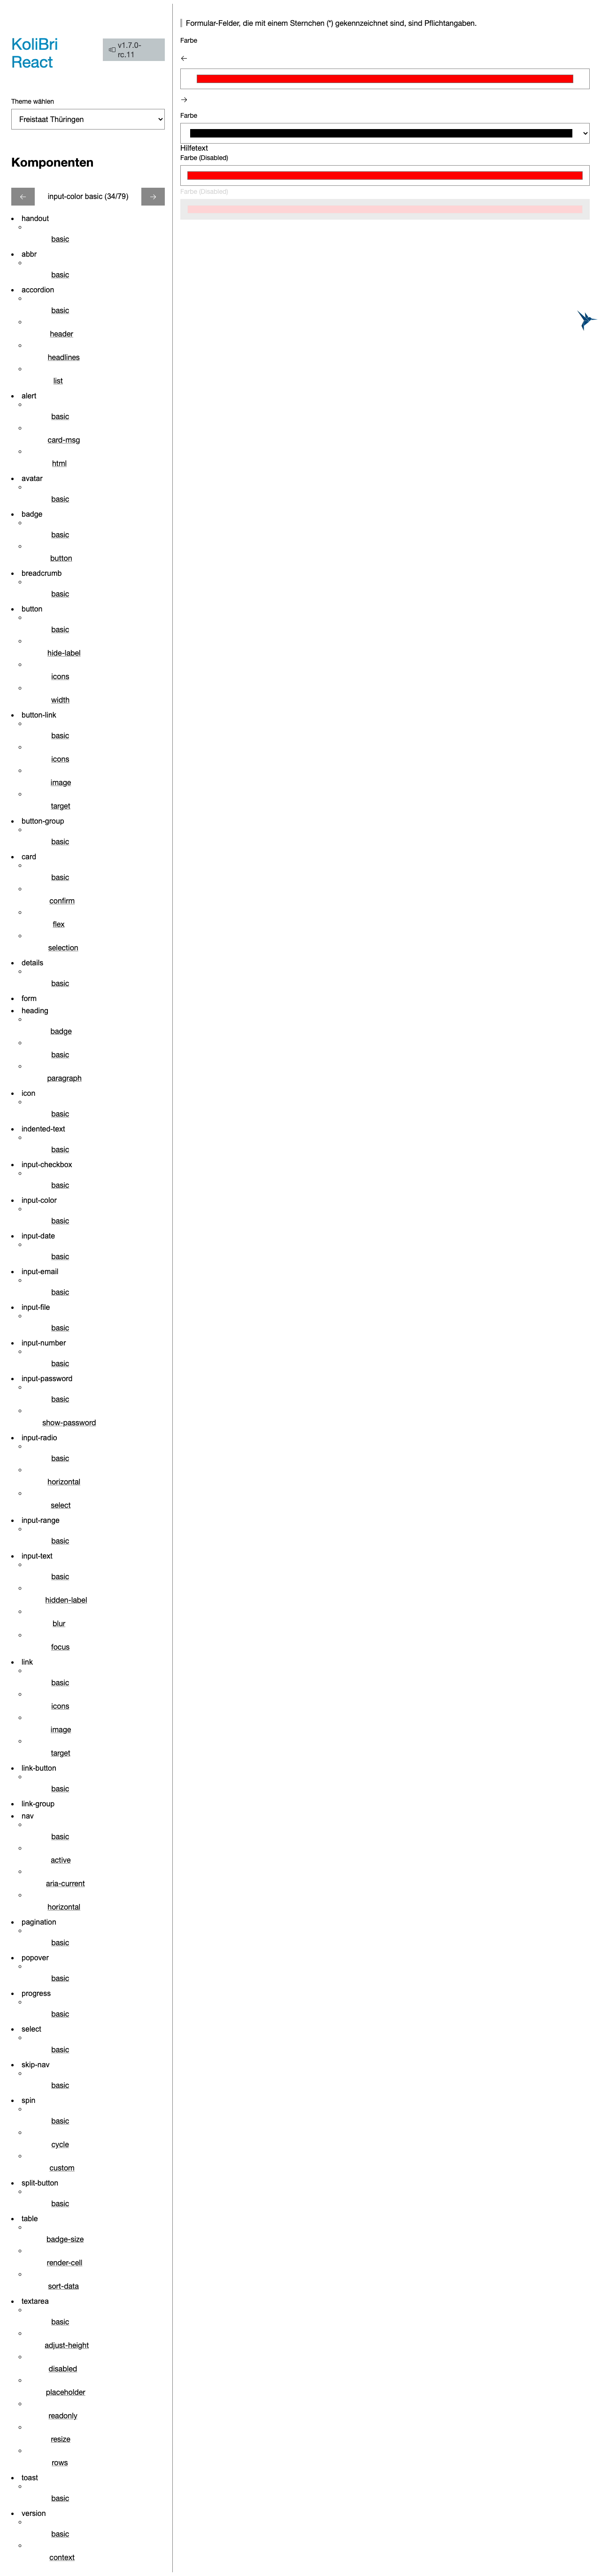 KoliBri
React
v1.7.0-
rc.11
Theme wählen
Freistaat Thüringen
Komponenten
input-color basic (34/79)
handout
basic
abbr
basic
accordion
basic
header
headlines
list
alert
basic
card-msg
html
avatar
basic
badge
basic
button
breadcrumb
basic
button
basic
hide-label
icons
width
button-link
basic
icons
image
target
button-group
basic
card
basic
confirm
flex
selection
details
basic
form
heading
badge
basic
paragraph
icon
basic
indented-text
basic
input-checkbox
basic
input-color
basic
input-date
basic
input-email
basic
input-file
basic
input-number
basic
input-password
basic
show-password
input-radio
basic
horizontal
select
input-range
basic
input-text
basic
hidden-label
blur
focus
link
basic
icons
image
target
link-button
basic
link-group
nav
basic
active
aria-current
horizontal
pagination
basic
popover
basic
progress
basic
select
basic
skip-nav
basic
spin
basic
cycle
custom
split-button
basic
table
badge-size
render-cell
sort-data
textarea
basic
adjust-height
disabled
placeholder
readonly
resize
rows
toast
basic
version
basic
context
Formular-Felder, die mit einem Sternchen (*) gekennzeichnet sind, sind Pflichtangaben.
Farbe
Farbe
Hilfetext
Farbe (Disabled)
Farbe (Disabled)